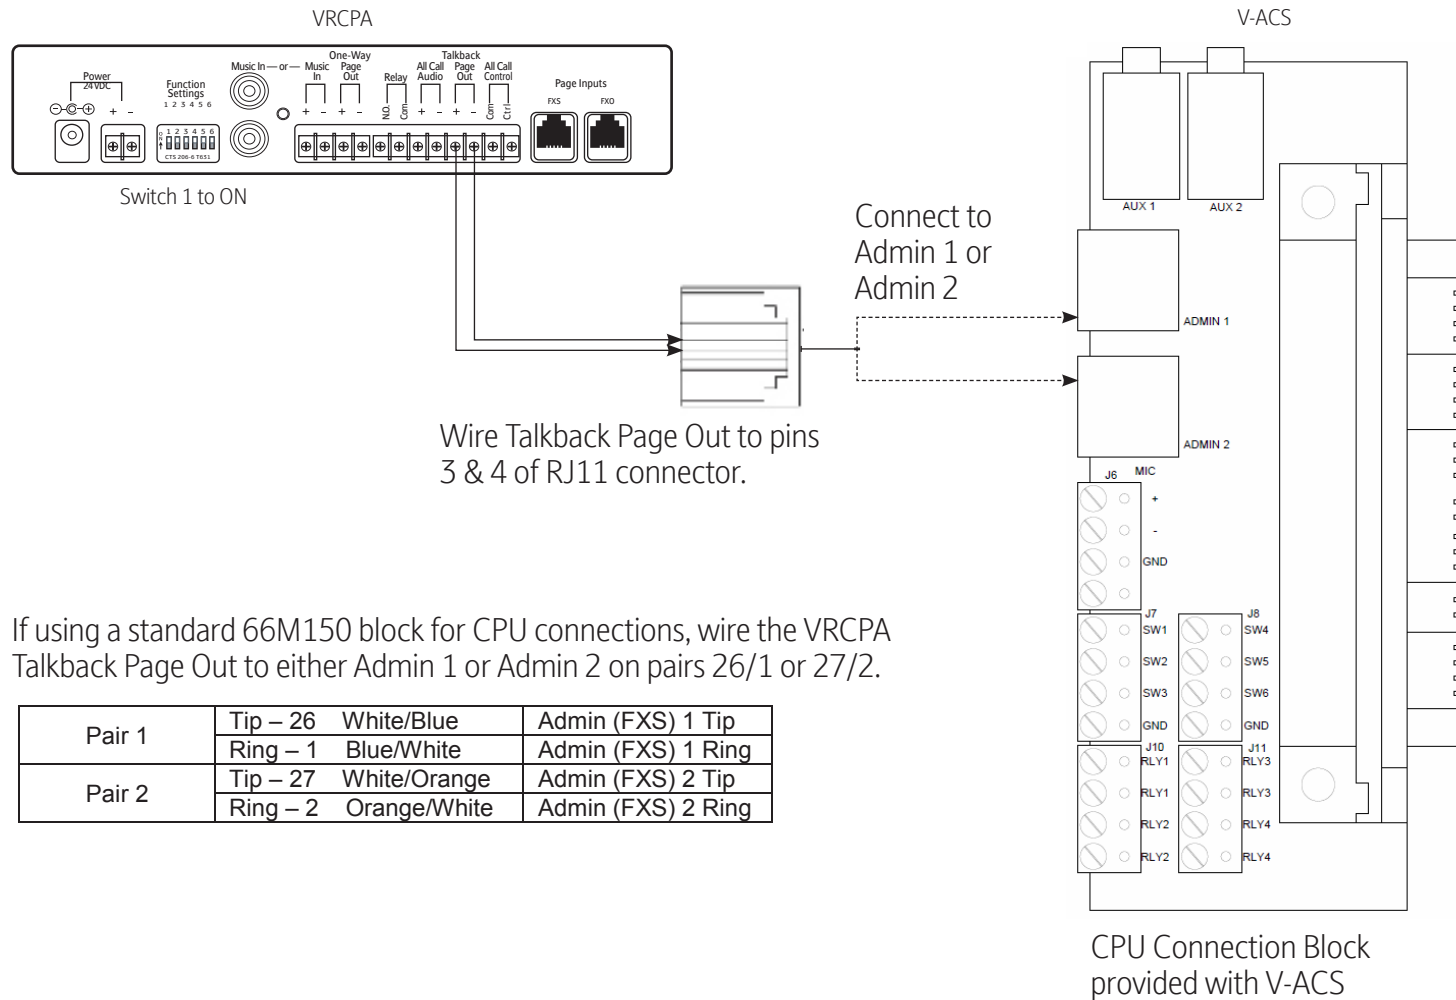 VRCPA
V-ACS
Power
24VDC
+ -
Function
Settings
1 2 3 4 5 6
ON
1 2 3 4 5 6
CTS 206-6 T631
Switch 1 to ON
Music In — or — Music
In
One-Way
Page
Out
Relay
Talkback
All Call
Audio
Page
Out
All Call
Control
+ - + - N.O. Com + - + - Com Ctrl
Page Inputs
FXS FXO
Connect to
Admin 1 or
Admin 2
Wire Talkback Page Out to pins
3 & 4 of RJ11 connector.
AUX 1 AUX 2
ADMIN 1
ADMIN 2
J6 MIC
+
-
GND
J7 J8
SW1 SW4
SW2 SW5
SW3 SW6
GND GND
J10 J11
RLY1 RLY3
RLY1 RLY3
RLY2 RLY4
RLY2 RLY4
If using a standard 66M150 block for CPU connections, wire the VRCPA
Talkback Page Out to either Admin 1 or Admin 2 on pairs 26/1 or 27/2.
Pair 1
Tip – 26 White/Blue Admin (FXS) 1 Tip
Ring – 1 Blue/White Admin (FXS) 1 Ring
Pair 2
Tip – 27 White/Orange Admin (FXS) 2 Tip
Ring – 2 Orange/White Admin (FXS) 2 Ring
CPU Connection Block
provided with V-ACS